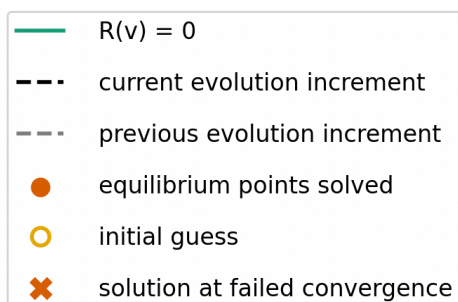 R(v) = 0
current evolution increment
previous evolution increment
equilibrium points solved
initial guess
solution at failed convergence